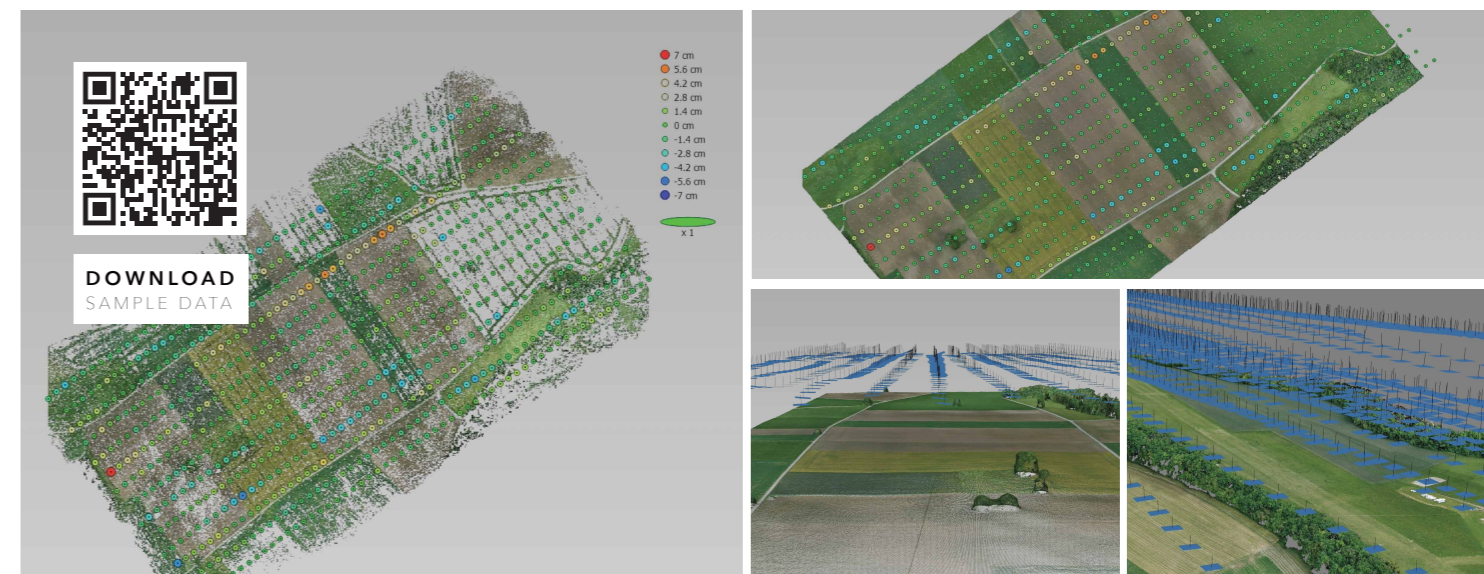 DOWNLOAD
SAMPLE DATA
7 cm
5.6 cm
4.2 cm
2.8 cm
1.4 cm
0 cm
-1.4 cm
-2.8 cm
-4.2 cm
-5.6 cm
-7 cm
x 1